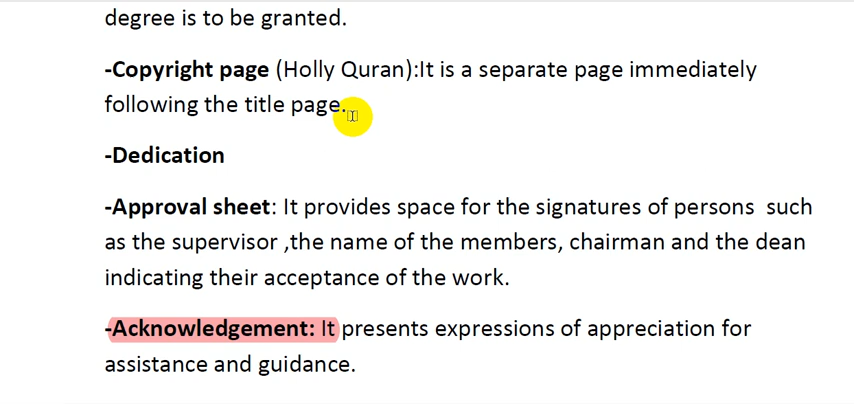 degree is to be granted.
-Copyright page (Holly Quran):It is a separate page immediately
following the title page.
-Dedication
-Approval sheet: It provides space for the signatures of persons  such
as the supervisor ,the name of the members, chairman and the dean
indicating their acceptance of the work.
-Acknowledgement: It presents expressions of appreciation for
assistance and guidance.